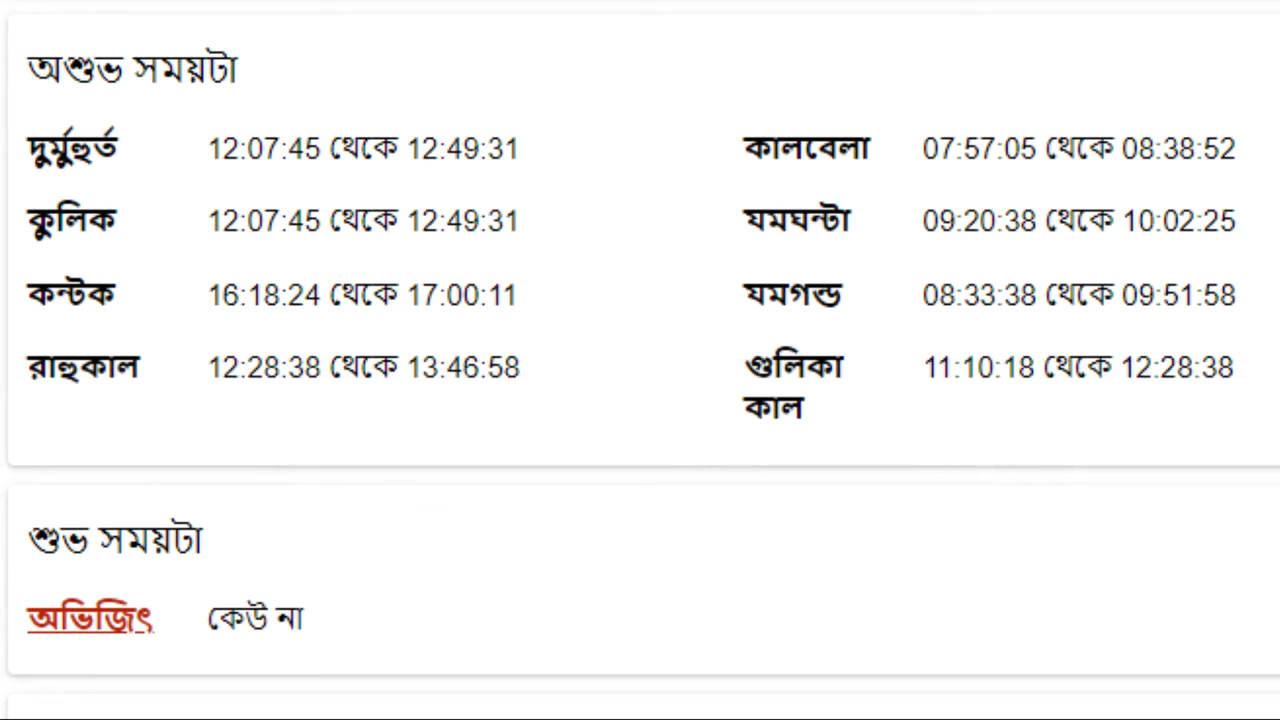 অশুভ সময়টা
দুর্মুহুর্ত 12:07:45 থেকে 12:49:31 কালবেলা 07:57:05 থেকে 08:38:52
কুলিক 12:07:45 থেকে 12:49:31 যমঘন্টা 09:20:38 থেকে 10:02:25
কন্টক 16:18:24 থেকে 17:00:11 যমগন্ড 08:33:38 থেকে 09:51:58
রাহুকাল 12:28:38 থেকে 13:46:58 গুলিকা 11:10:18 থেকে 12:28:38
কাল
শুভ সময়টা
অভিজিৎ কেউ না